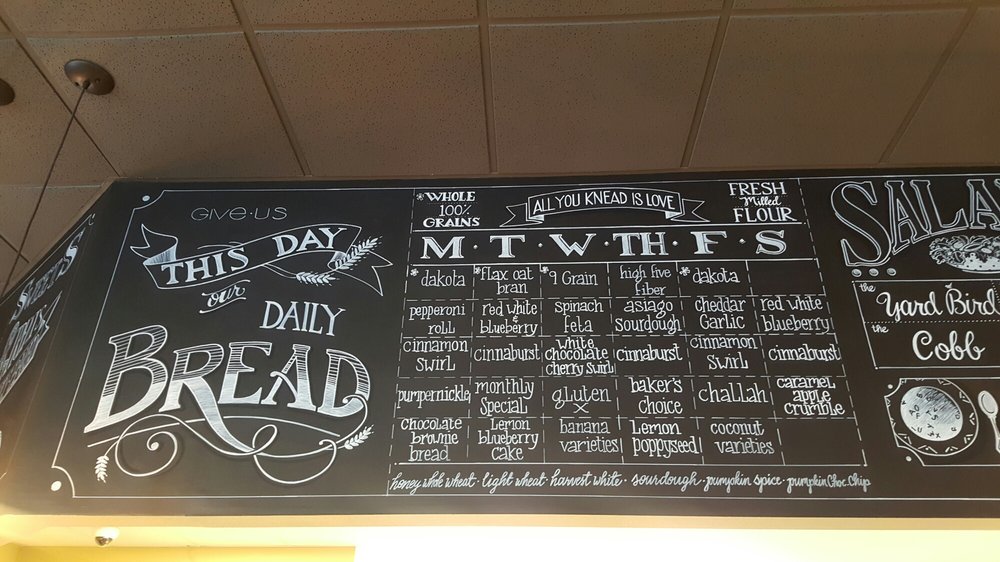 GIVE · US
THIS DAY
our
DAILY
BREAD
*WHOLE
100%
GRAINS
ALL YOU KNEAD IS LOVE
FRESH
Milled
FLOUR
M · T · W · TH · F · S
*dakota
*flax oat
bran
*9 Grain
high five
fiber
*dakota
pepperoni
roll
red white
&
blueberry
spinach
feta
asiago
Sourdough
cheddar
Garlic
red white
blueberry
cinnamon
swirl
cinnaburst
white
chocolate
cherry swirl
cinnaburst
cinnamon
swirl
cinnaburst
pumpernickle
monthly
special
gluten
x
baker's
choice
challah
caramel
apple
crumble
chocolate
brownie
bread
Lemon
blueberry
cake
banana
varieties
Lemon
poppyseed
coconut
varieties
honey whole wheat · light wheat · harvest white · sourdough · pumpkin spice · pumpkin Choc. Chip
SALA
the
Yard Bird
the
Cobb